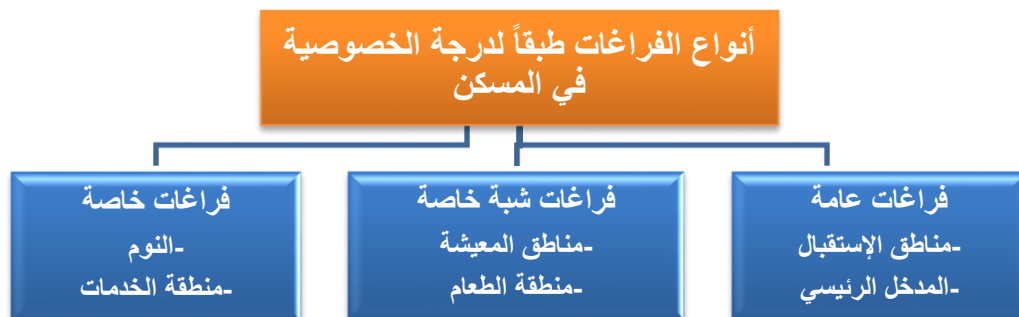 أنواع الفراغات طبقاً لدرجة الخصوصية
في المسكن
فراغات عامة
-مناطق الإستقبال
-المدخل الرئيسي
فراغات شبة خاصة
-مناطق المعيشة
-منطقة الطعام
فراغات خاصة
-النوم
-منطقة الخدمات